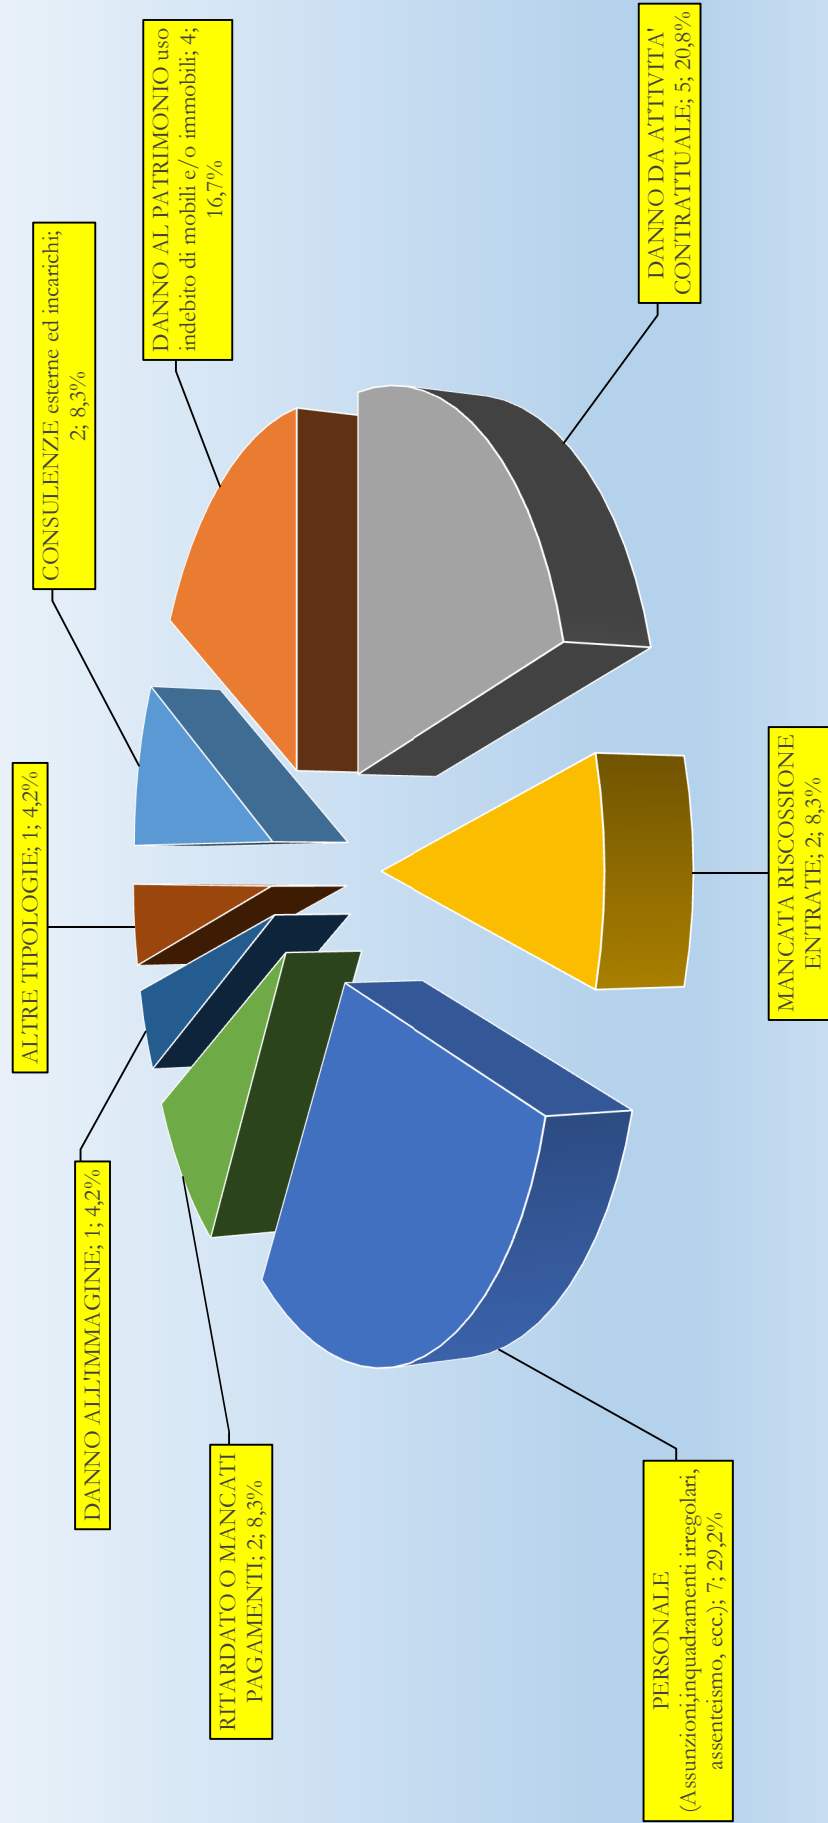 ALTRE TIPOLOGIE; 1; 4,2%
CONSULENZE esterne ed incarichi;
2; 8,3%
DANNO ALL'IMMAGINE; 1; 4,2%
DANNO AL PATRIMONIO uso
indebito di mobili e/o immobili; 4;
16,7%
RITARDATO O MANCATI
PAGAMENTI; 2; 8,3%
DANNO DA ATTIVITA'
CONTRATTUALE; 5; 20,8%
PERSONALE
(Assunzioni,inquadramenti irregolari,
assenteismo, ecc.); 7; 29,2%
MANCATA RISCOSSIONE
ENTRATE; 2; 8,3%